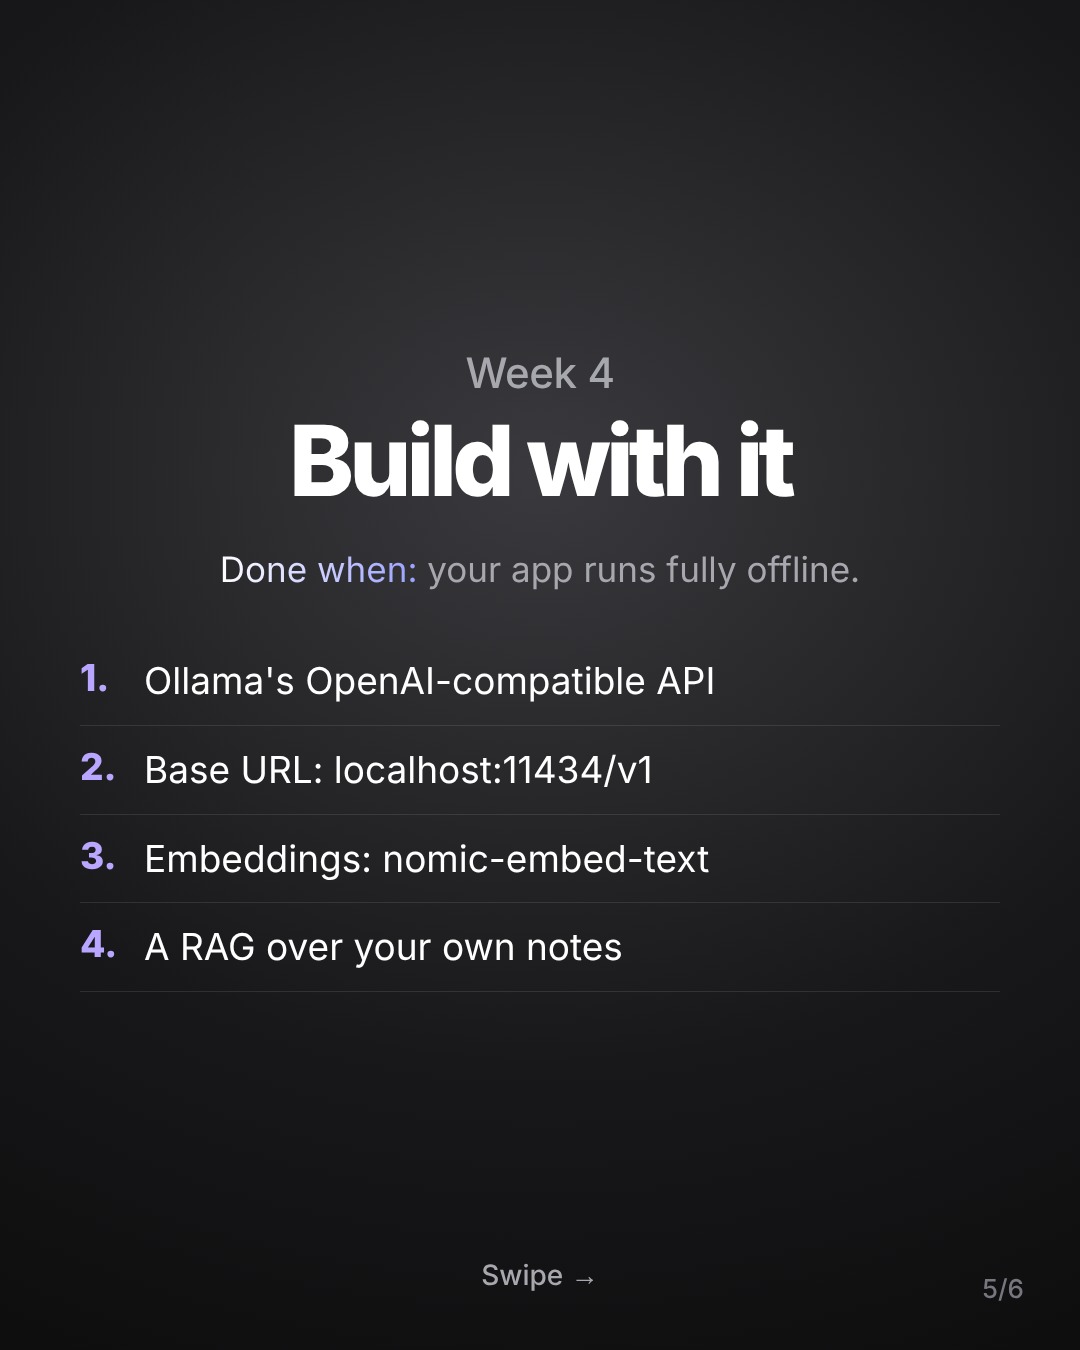 Week 4
Build with it
Done when: your app runs fully offline.
1. Ollama's OpenAI-compatible API
2. Base URL: localhost:11434/v1
3. Embeddings: nomic-embed-text
4. A RAG over your own notes
Swipe →
5/6